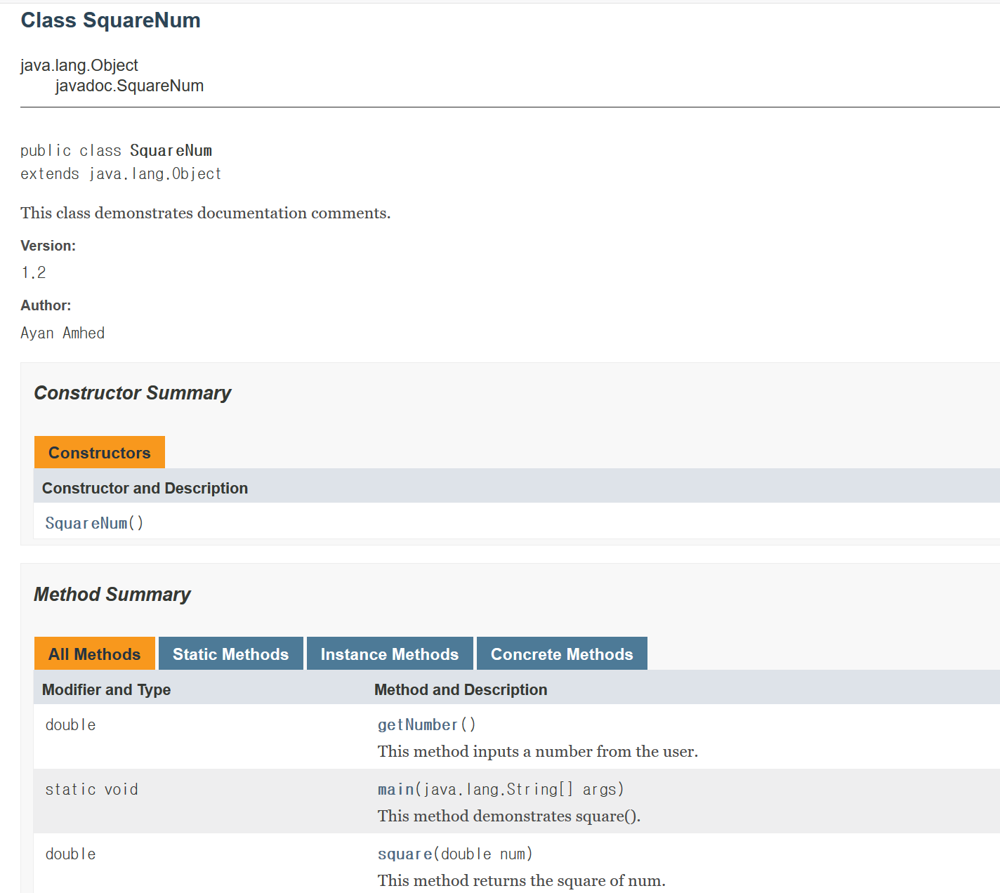 Class SquareNum
java.lang.Object
javadoc.SquareNum
public class SquareNum
extends java.lang.Object
This class demonstrates documentation comments.
Version:
1.2
Author:
Ayan Amhed
Constructor Summary
Constructors
Constructor and Description
SquareNum()
Method Summary
All Methods Static Methods Instance Methods Concrete Methods
Modifier and Type Method and Description
double getNumber()
This method inputs a number from the user.
static void main(java.lang.String[] args)
This method demonstrates square().
double square(double num)
This method returns the square of num.